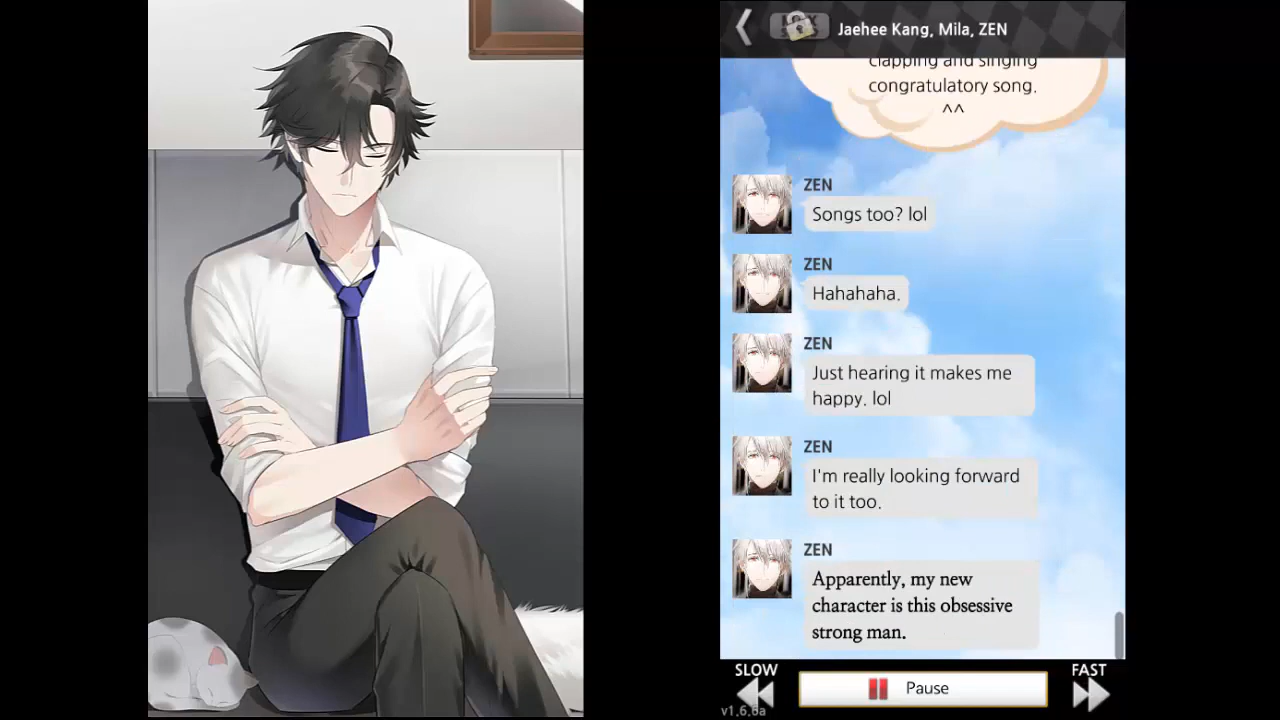 Jaehee Kang, Mila, ZEN
clapping and singing
congratulatory song.
^^
ZEN
Songs too? lol
ZEN
Hahahaha.
ZEN
Just hearing it makes me
happy. lol
ZEN
I'm really looking forward
to it too.
ZEN
Apparently, my new
character is this obsessive
strong man.
SLOW
FAST
Pause
v1.6.6a